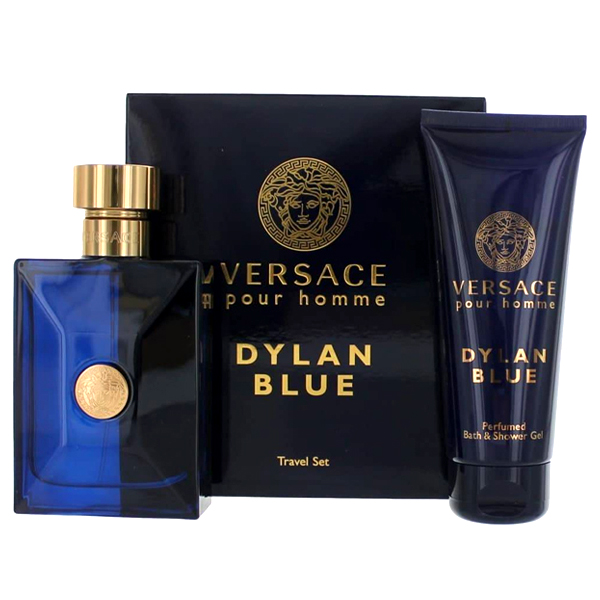 VERSACE
pour homme
DYLAN
BLUE
Travel Set
VERSACE
pour homme
DYLAN
BLUE
Perfumed
Bath & Shower Gel